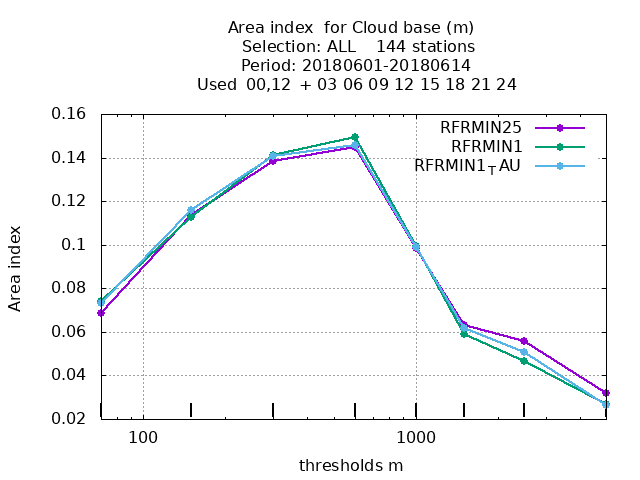 Area index  for Cloud base (m)
Selection: ALL    144 stations
Period: 20180601-20180614
Used  00,12  + 03 06 09 12 15 18 21 24
RFRMIN25
RFRMIN1
RFRMIN1TAU
0.16
0.14
0.12
0.1
0.08
0.06
0.04
0.02
Area index
100
1000
thresholds m